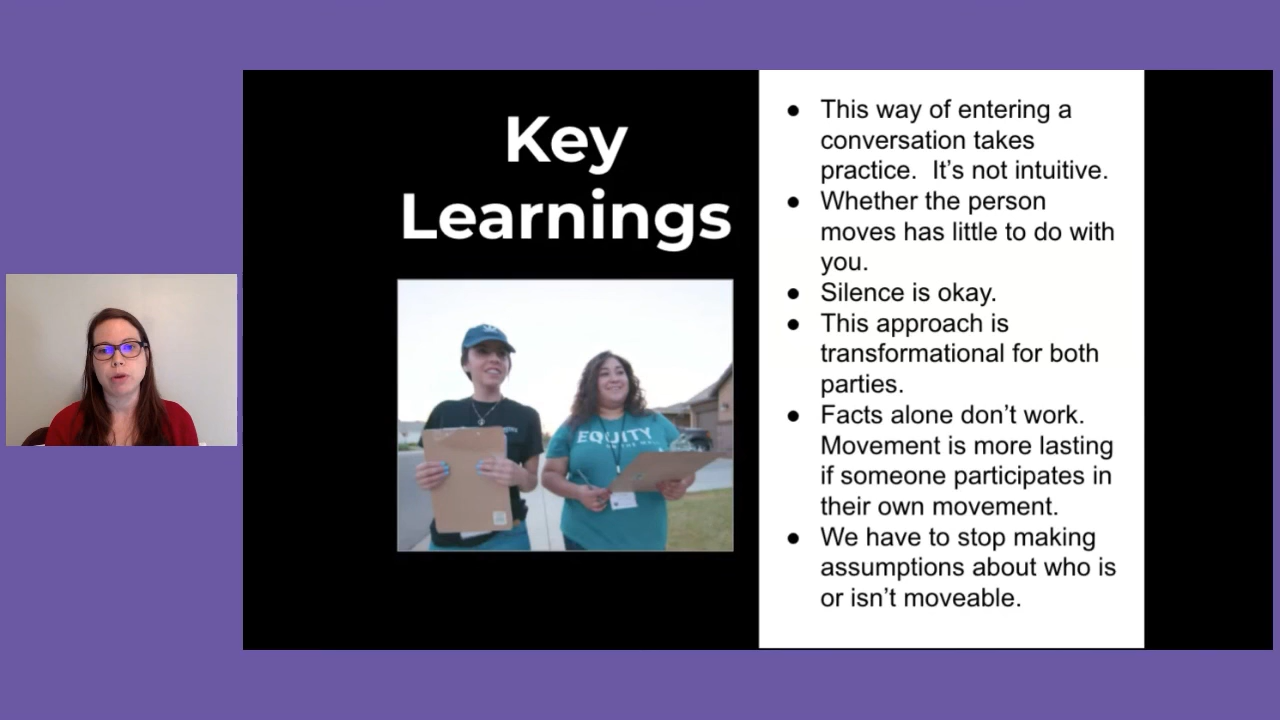 Key
Learnings
EQUITY
● This way of entering a
conversation takes
practice.  It's not intuitive.
● Whether the person
moves has little to do with
you.
● Silence is okay.
● This approach is
transformational for both
parties.
● Facts alone don't work.
Movement is more lasting
if someone participates in
their own movement.
● We have to stop making
assumptions about who is
or isn't moveable.